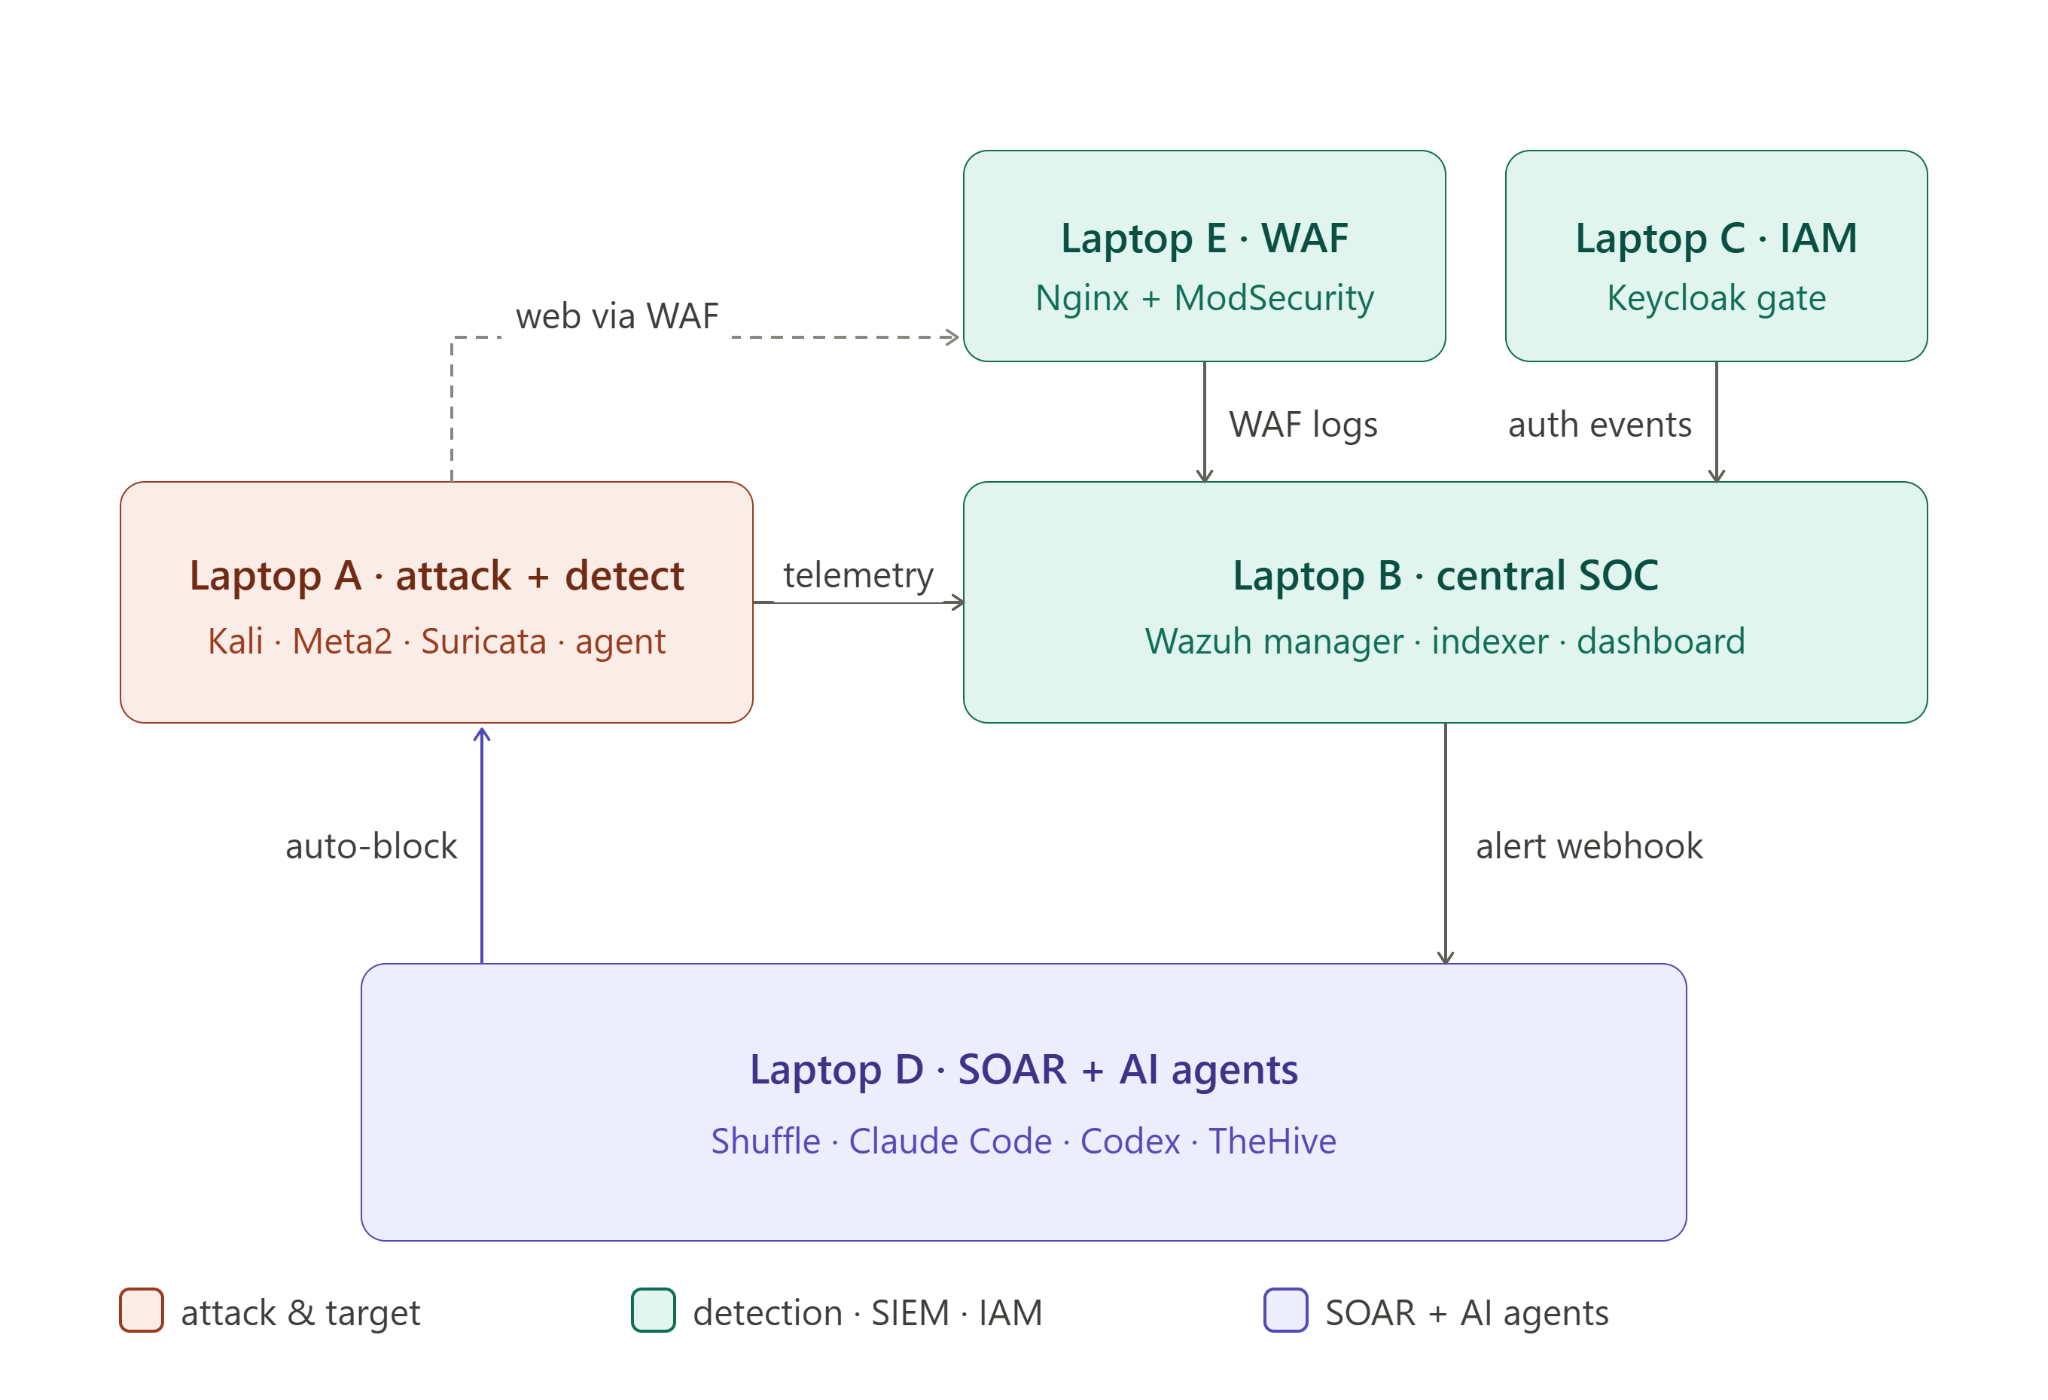 Laptop E · WAF
Nginx + ModSecurity
Laptop C · IAM
Keycloak gate
web via WAF
WAF logs
auth events
Laptop A · attack + detect
Kali · Meta2 · Suricata · agent
telemetry
Laptop B · central SOC
Wazuh manager · indexer · dashboard
auto-block
alert webhook
Laptop D · SOAR + AI agents
Shuffle · Claude Code · Codex · TheHive
attack & target
detection · SIEM · IAM
SOAR + AI agents